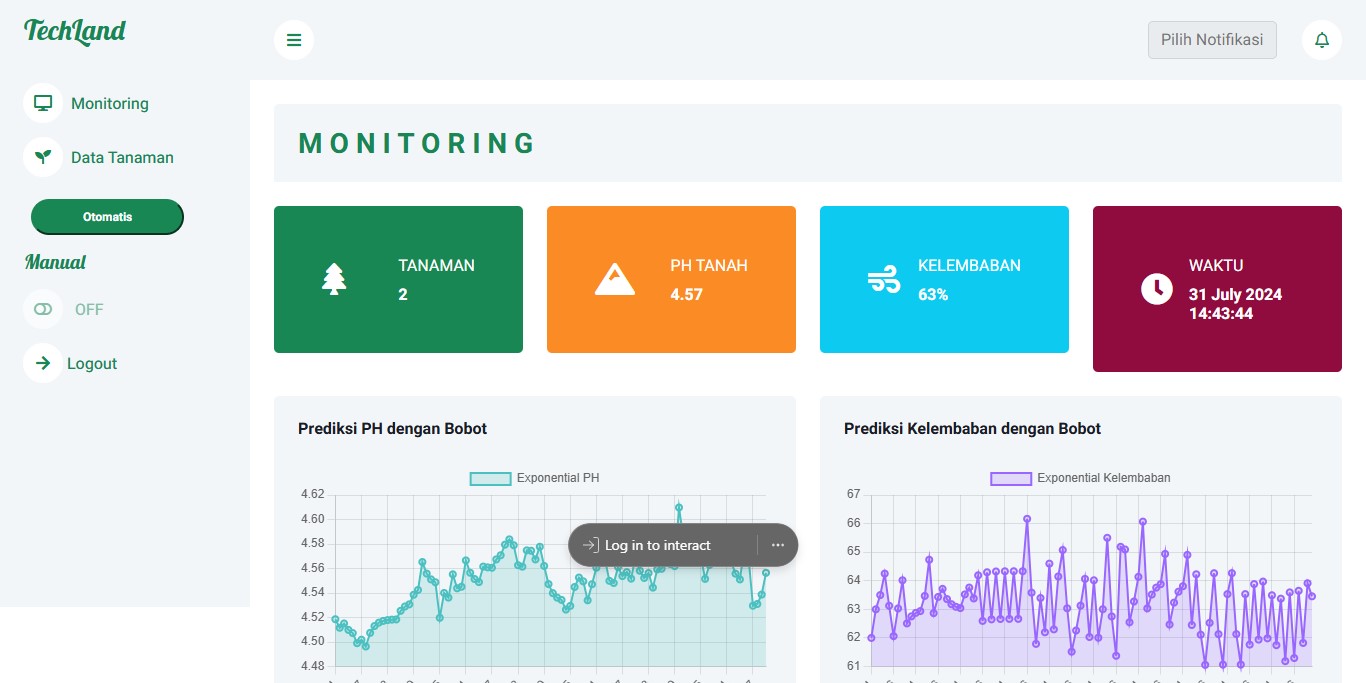 TechLand
Pilih Notifikasi
Monitoring
Data Tanaman
Otomatis
Manual
OFF
Logout
MONITORING
TANAMAN
2
PH TANAH
4.57
KELEMBABAN
63%
WAKTU
31 July 2024
14:43:44
Prediksi PH dengan Bobot
Exponential PH
4.62
4.60
4.58
4.56
4.54
4.52
4.50
4.48
Log in to interact
Prediksi Kelembaban dengan Bobot
Exponential Kelembaban
67
66
65
64
63
62
61